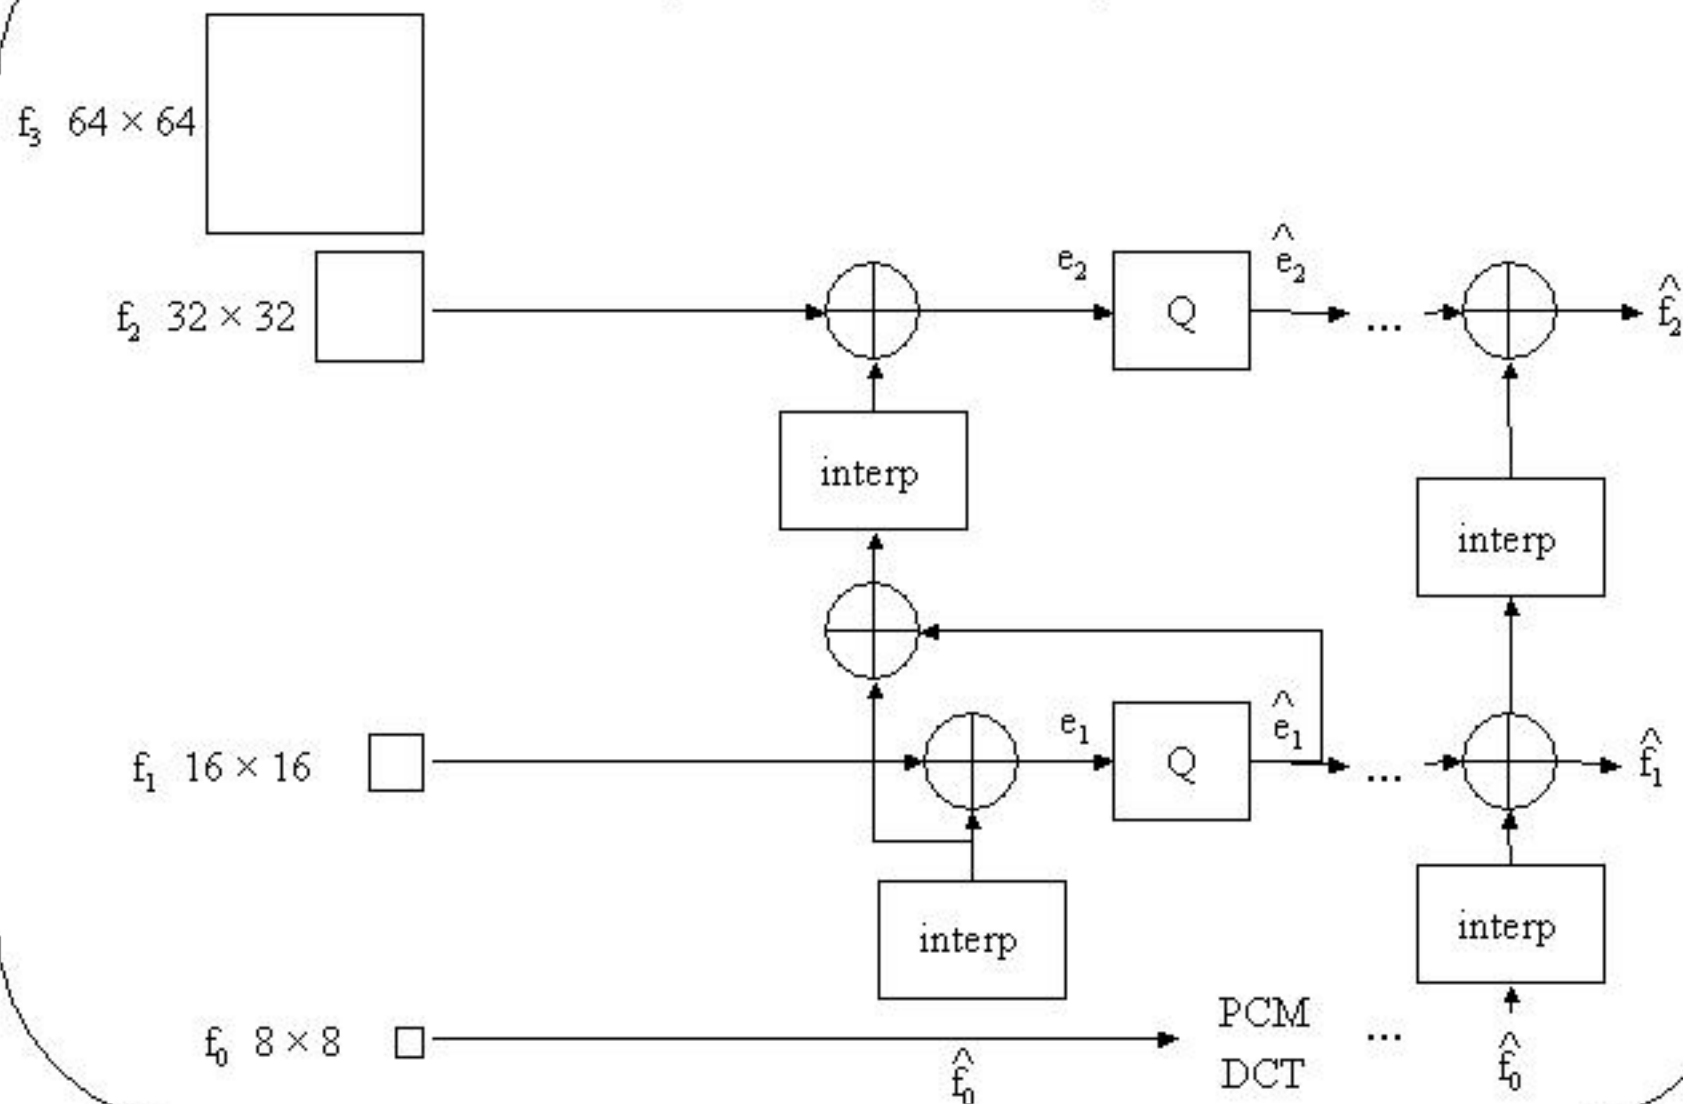 f₃ 64 × 64
f₂ 32 × 32
e₂
Q
ê₂
...
f̂₂
interp
interp
f₁ 16 × 16
e₁
Q
ê₁
...
f̂₁
interp
interp
f₀ 8 × 8
f̂₀
PCM
DCT
...
f̂₀